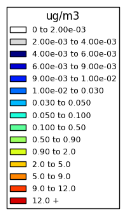 ug/m3
0 to 2.00e-03
2.00e-03 to 4.00e-03
4.00e-03 to 6.00e-03
6.00e-03 to 9.00e-03
9.00e-03 to 1.00e-02
1.00e-02 to 0.030
0.030 to 0.050
0.050 to 0.100
0.100 to 0.50
0.50 to 0.90
0.90 to 2.0
2.0 to 5.0
5.0 to 9.0
9.0 to 12.0
12.0 +